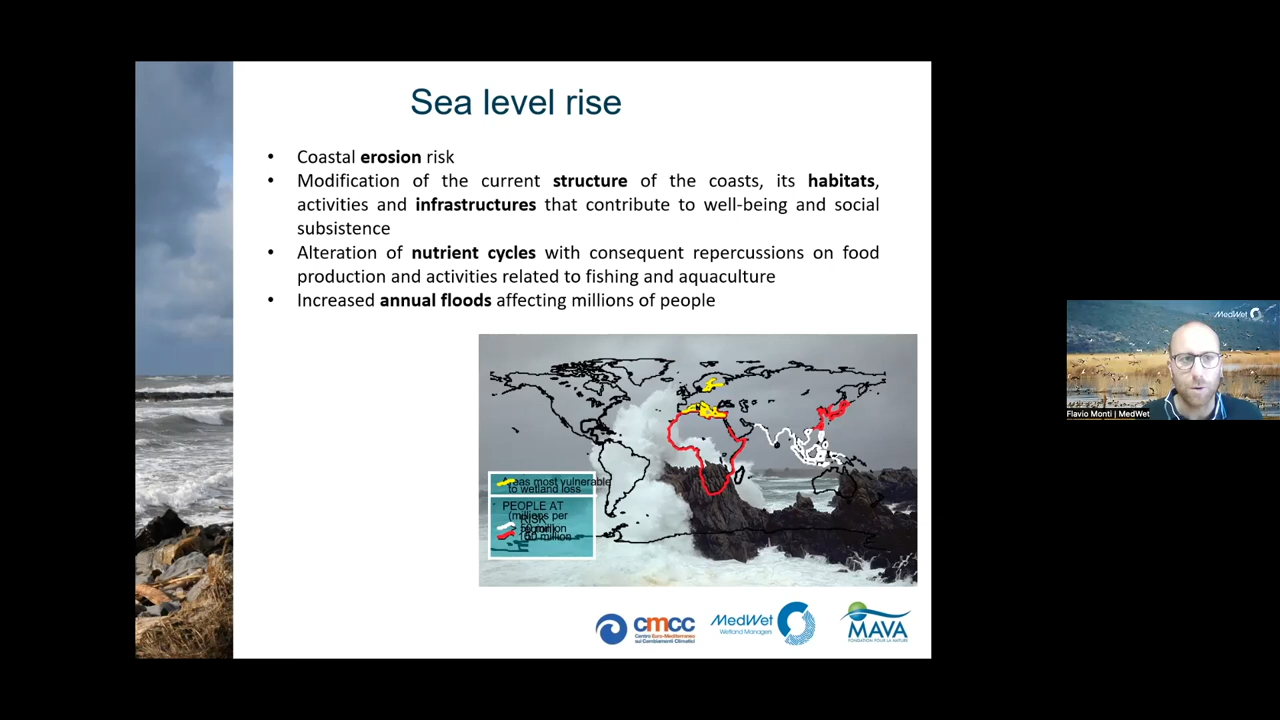 Sea level rise
• Coastal erosion risk
• Modification of the current structure of the coasts, its habitats,
activities and infrastructures that contribute to well-being and social
subsistence
• Alteration of nutrient cycles with consequent repercussions on food
production and activities related to fishing and aquaculture
• Increased annual floods affecting millions of people
Areas most vulnerable
to wetland loss
PEOPLE AT
RISK
(millions per
50 million
100 million
cmcc
Centro Euro-Mediterraneo
sui Cambiamenti Climatici
MedWet
Wetland Managers
MAVA
FONDATION POUR LA NATURE
MedWet
Flavio Monti | MedWet